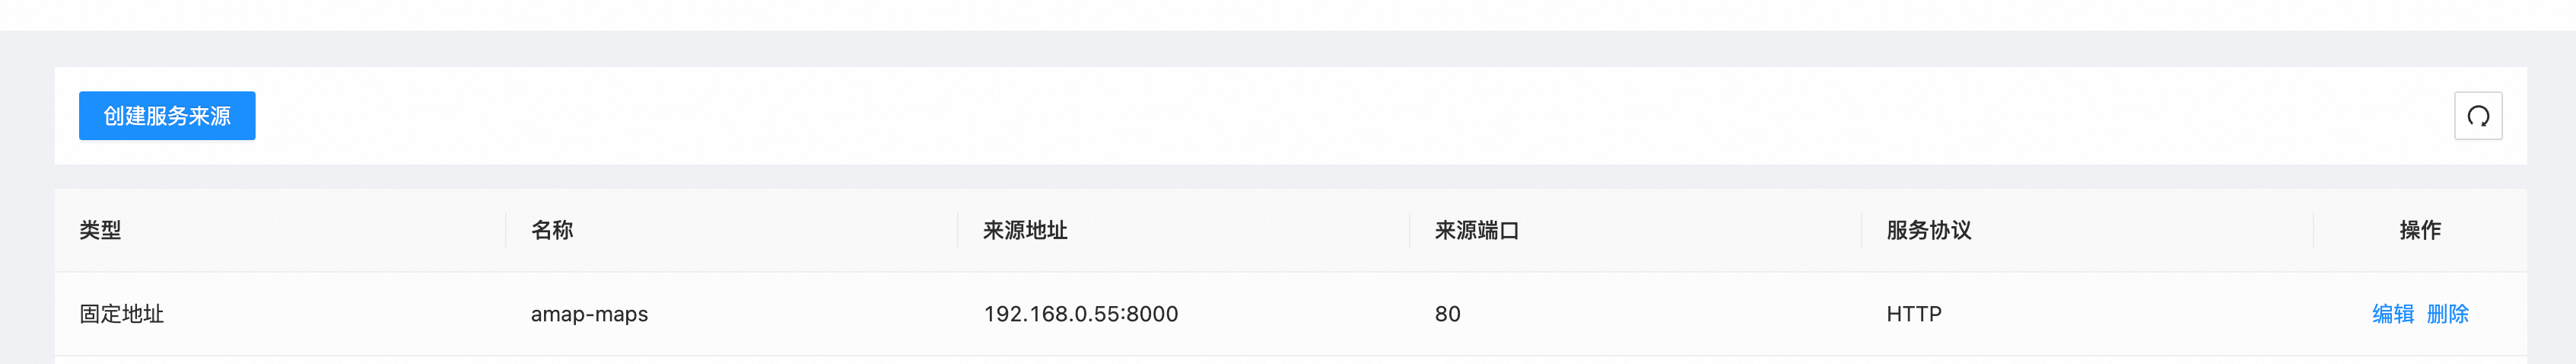 创建服务来源
类型 名称 来源地址 来源端口 服务协议 操作
固定地址 amap-maps 192.168.0.55:8000 80 HTTP 编辑 删除